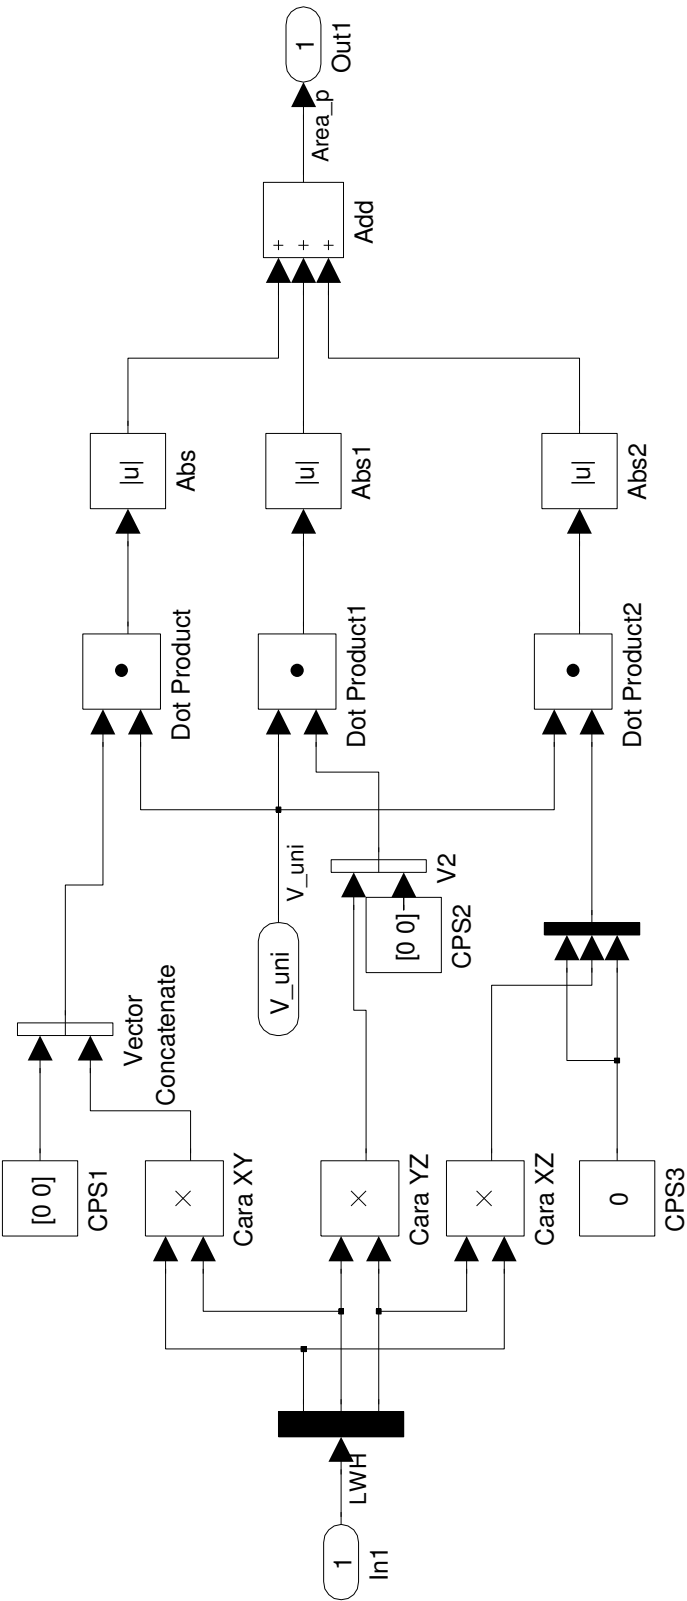 1
In1
LWH
[0 0]
CPS1
×
Cara XY
×
Cara YZ
×
Cara XZ
0
CPS3
Vector
Concatenate
V_uni
V_uni
[0 0]
CPS2
V2
Dot Product
Dot Product1
Dot Product2
|u|
Abs
|u|
Abs1
|u|
Abs2
+
+
+
Add
Area_p
1
Out1